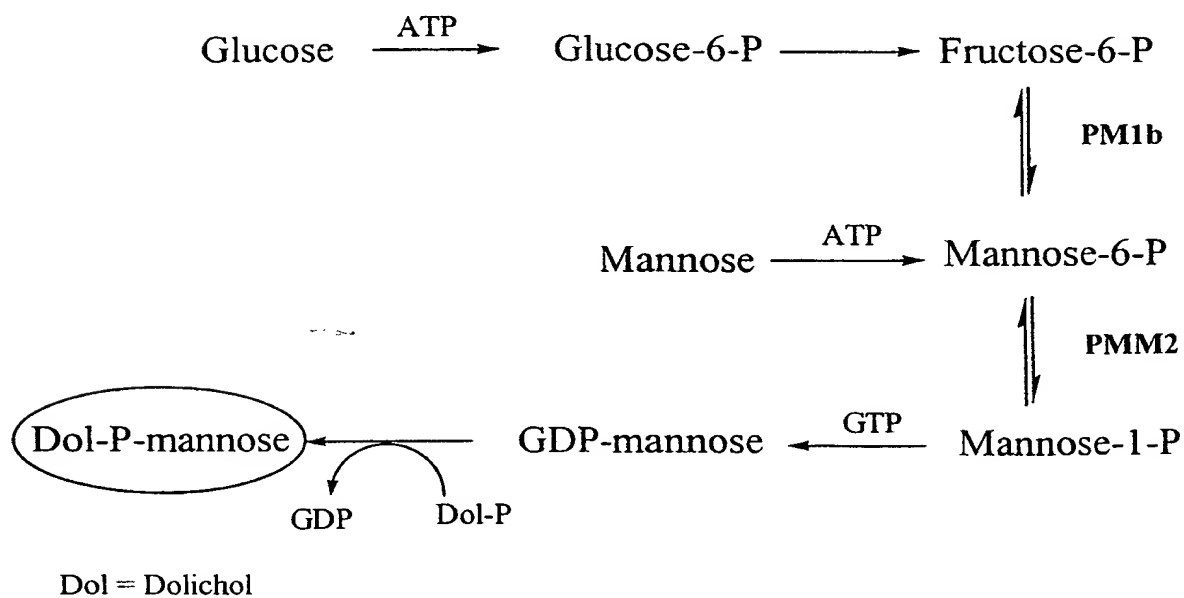 ATP
Glucose Glucose-6-P Fructose-6-P
PM1b
ATP
Mannose Mannose-6-P
PMM2
GTP
Dol-P-mannose GDP-mannose Mannose-1-P
GDP Dol-P
Dol = Dolichol